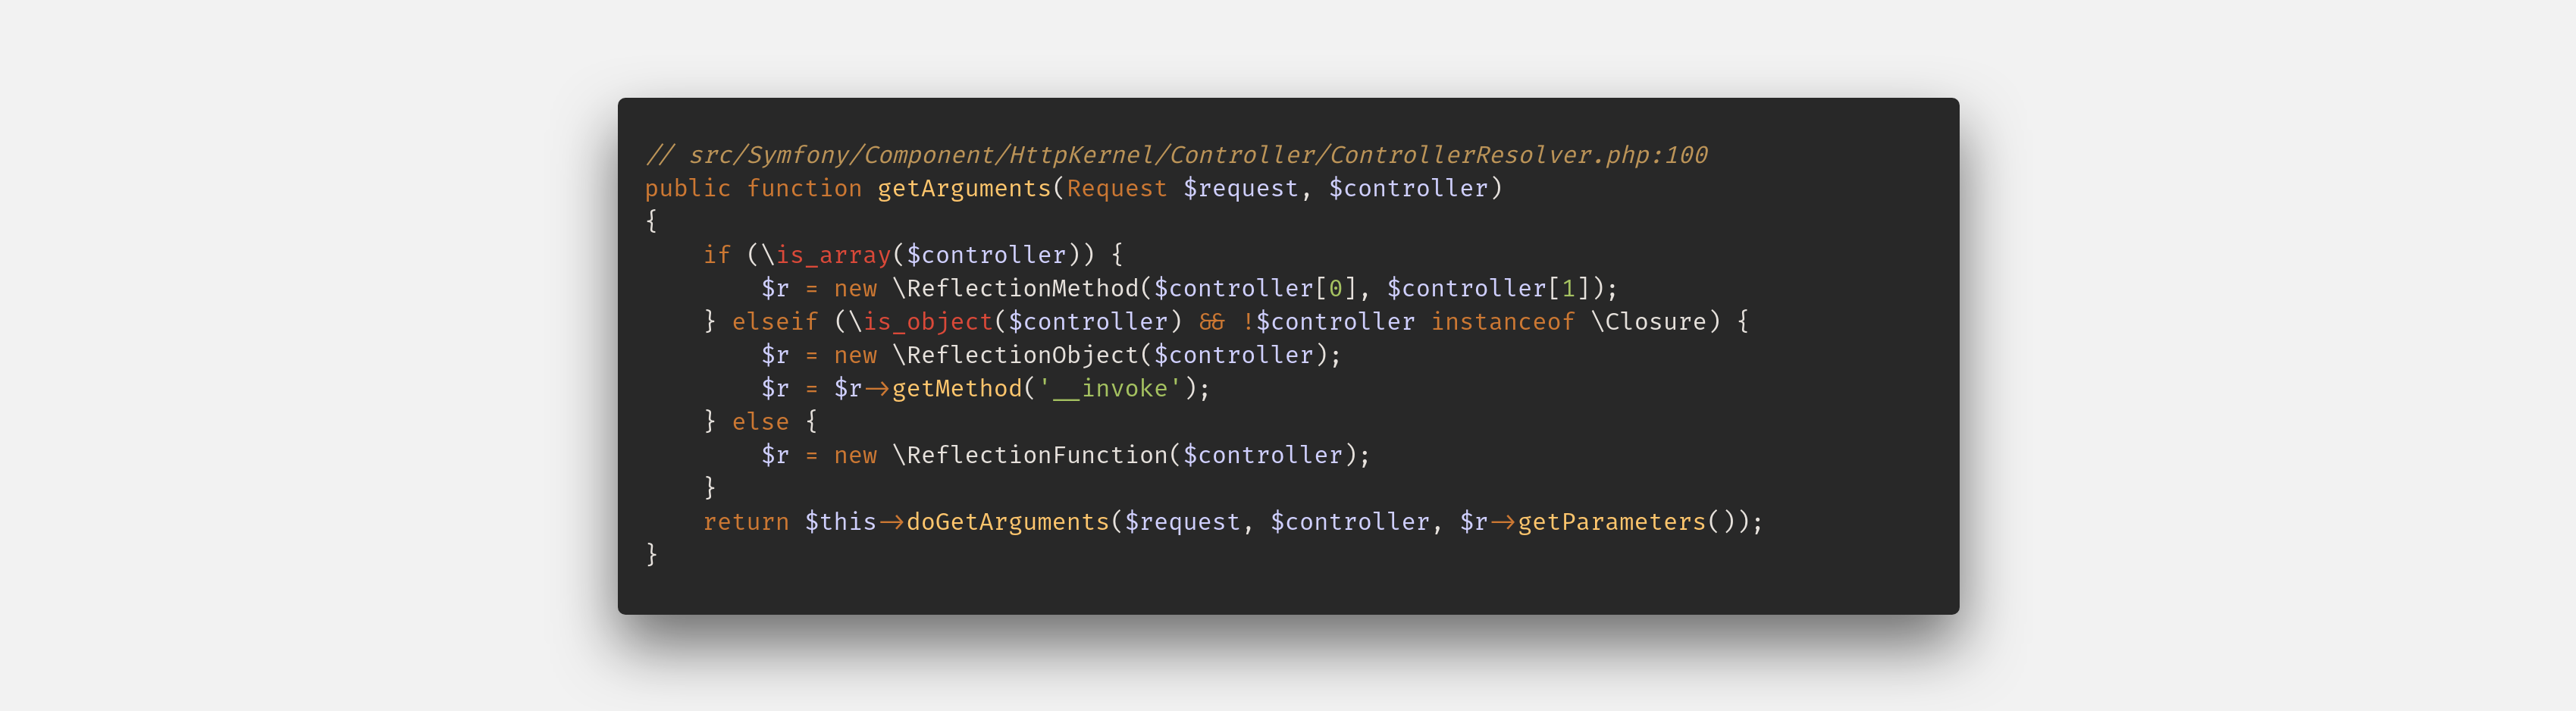 // src/Symfony/Component/HttpKernel/Controller/ControllerResolver.php:100
public function getArguments(Request $request, $controller)
{
    if (\is_array($controller)) {
        $r = new \ReflectionMethod($controller[0], $controller[1]);
    } elseif (\is_object($controller) && !$controller instanceof \Closure) {
        $r = new \ReflectionObject($controller);
        $r = $r->getMethod('__invoke');
    } else {
        $r = new \ReflectionFunction($controller);
    }
    return $this->doGetArguments($request, $controller, $r->getParameters());
}